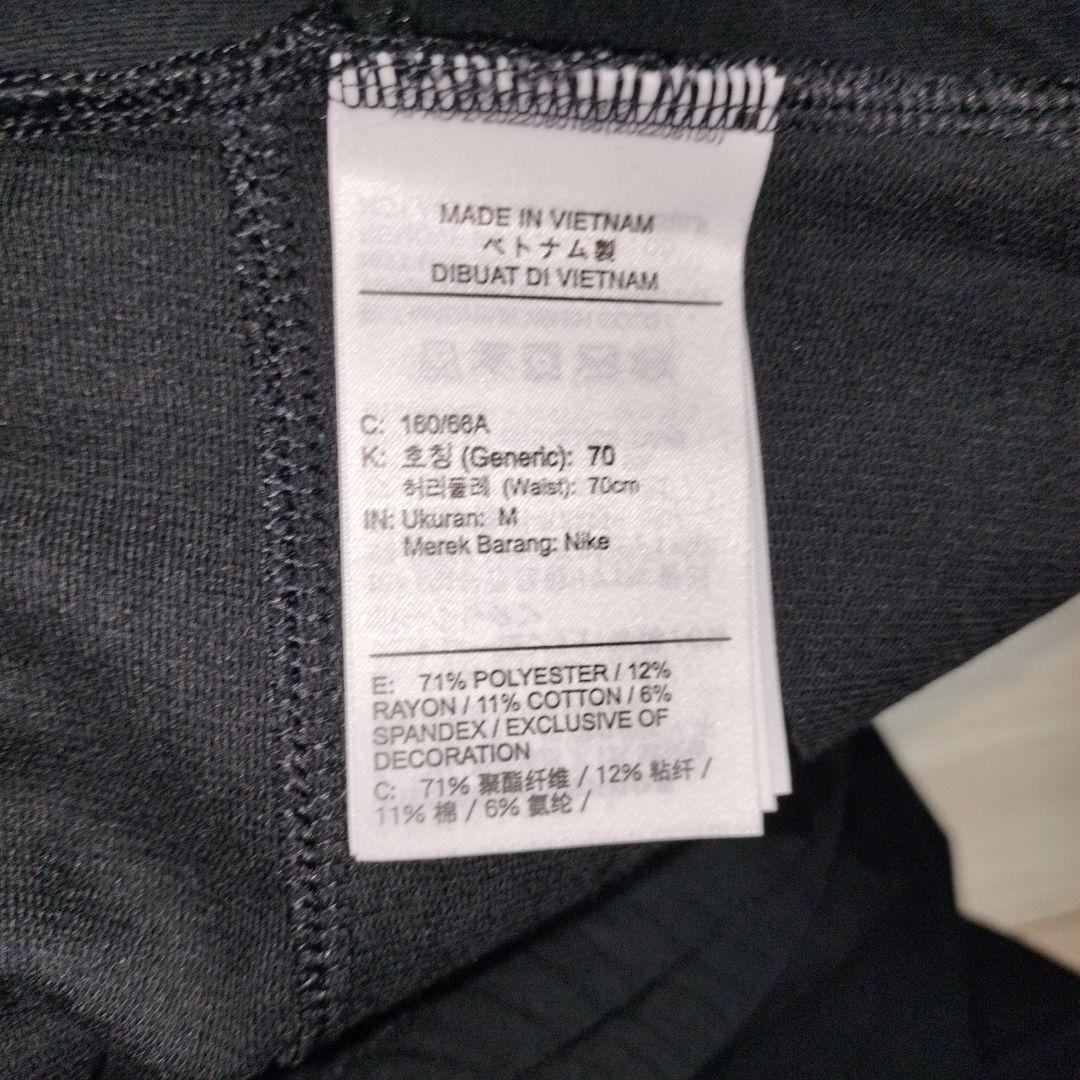 MADE IN VIETNAM
ベトナム製
DIBUAT DI VIETNAM
C: 160/66A
K: 호칭 (Generic): 70
허리둘레 (Waist): 70cm
IN: Ukuran: M
Merek Barang: Nike
E: 71% POLYESTER / 12%
RAYON / 11% COTTON / 6%
SPANDEX / EXCLUSIVE OF
DECORATION
C: 71% 聚酯纤维 / 12% 粘纤 /
11% 棉 / 6% 氨纶 /